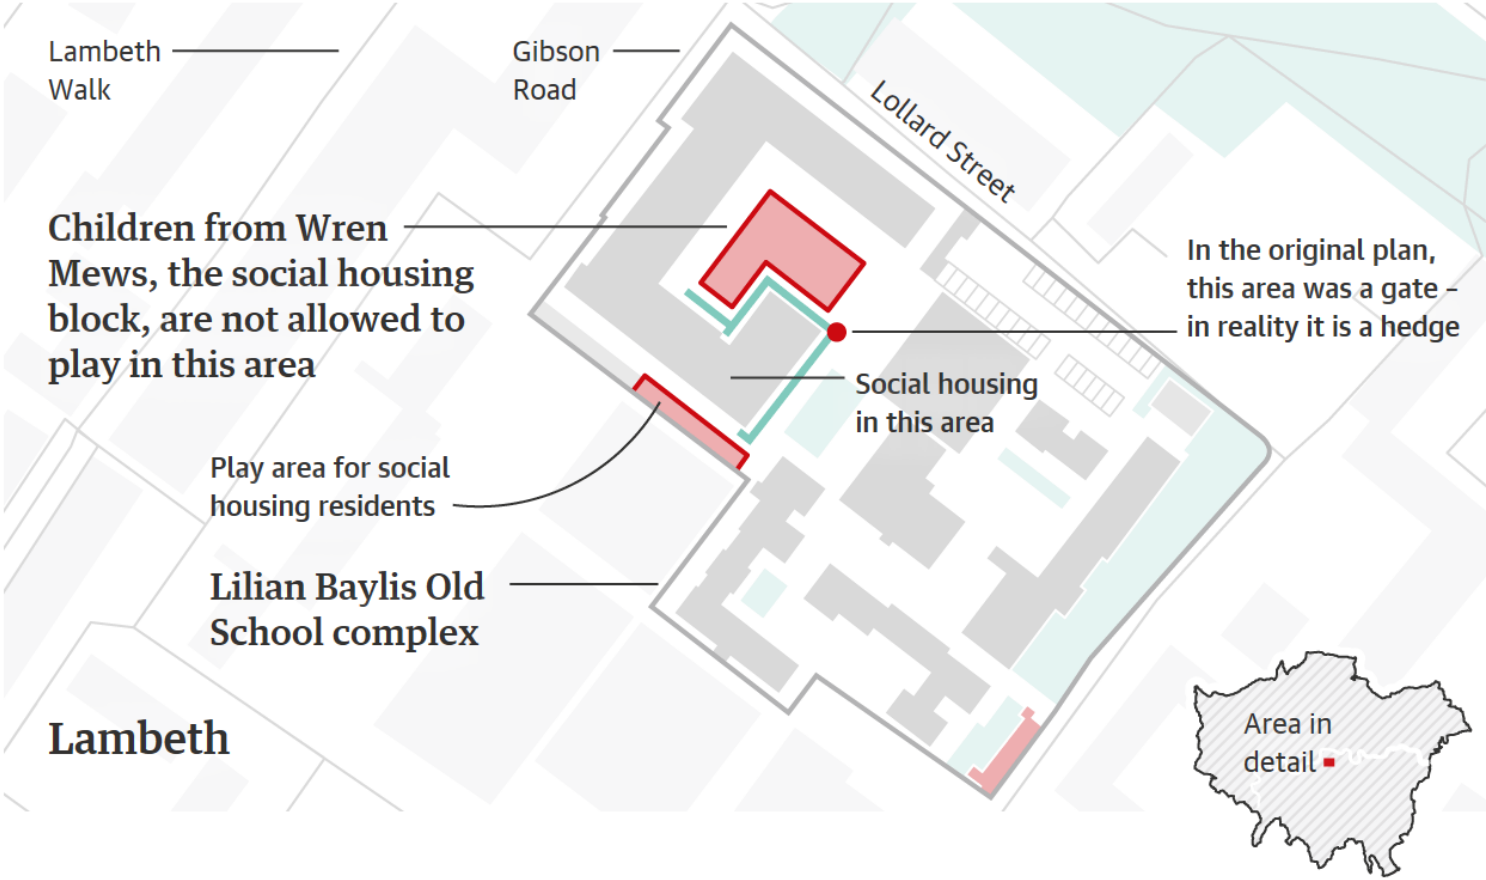 Lambeth
Walk
Gibson
Road
Lollard Street
Children from Wren
Mews, the social housing
block, are not allowed to
play in this area
In the original plan,
this area was a gate –
in reality it is a hedge
Social housing
in this area
Play area for social
housing residents
Lilian Baylis Old
School complex
Lambeth
Area in
detail